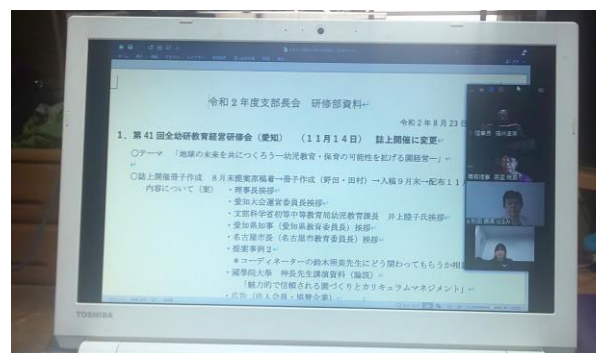 令和２年度支部長会　研修部資料
令和２年８月23日
1、第41回全幼研教育経営研修会（愛知）　（１１月１４日）　誌上開催に変更
○テーマ　「地球の未来を共につくろう―幼児教育・保育の可能性を拡げる園経営―」
○誌上開催冊子作成　８月末提案原稿着→冊子作成（野田・田村）→入稿９月末→配布１１
内容について（案）　・理事長挨拶
・愛知大会運営委員長挨拶
・文部科学省初等中等教育局幼児教育課長　井上睦子氏挨拶
・愛知県知事（愛知県教育委員長）挨拶
・名古屋市長（名古屋市教育委員長）挨拶
・提案事例２
＊コーディネーターの鈴木照美先生にどう関わってもらうか相
・國學院大學　神長先生講演資料（論説）
「魅力的で信頼される園づくりとカリキュラムマネジメント」
・広告（法人会員・協賛企業）
TOSHIBA